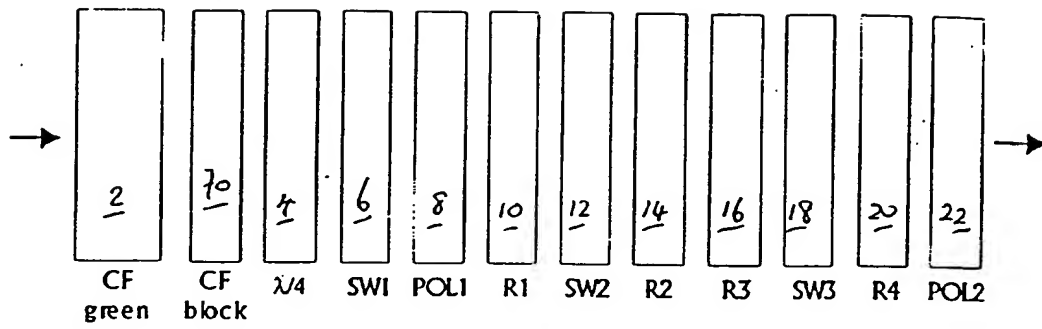 2 70 4 6 8 10 12 14 16 18 20 22
CF CF λ/4 SW1 POL1 R1 SW2 R2 R3 SW3 R4 POL2
green block